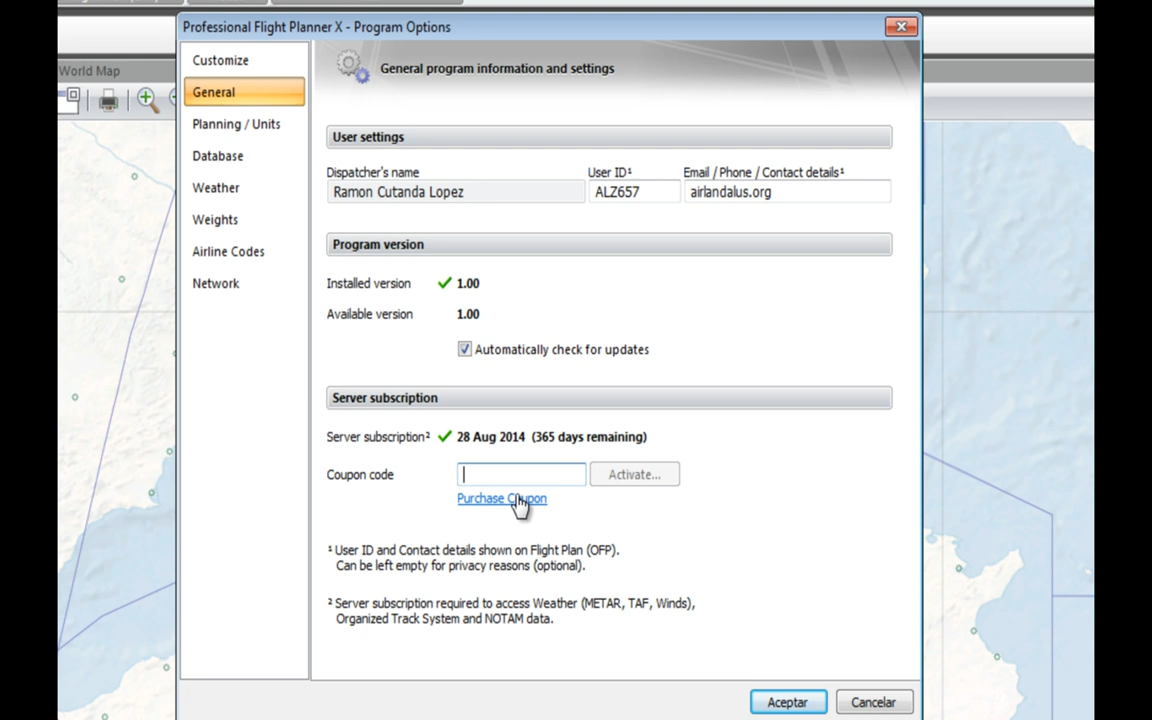 Professional Flight Planner X - Program Options
World Map
Customize
General
Planning / Units
Database
Weather
Weights
Airline Codes
Network
General program information and settings
User settings
Dispatcher's name User ID¹ Email / Phone / Contact details¹
Ramon Cutanda Lopez ALZ657 airlandalus.org
Program version
Installed version 1.00
Available version 1.00
Automatically check for updates
Server subscription
Server subscription² 28 Aug 2014 (365 days remaining)
Coupon code Activate...
Purchase Coupon
¹ User ID and Contact details shown on Flight Plan (OFP).
Can be left empty for privacy reasons (optional).
² Server subscription required to access Weather (METAR, TAF, Winds),
Organized Track System and NOTAM data.
Aceptar Cancelar